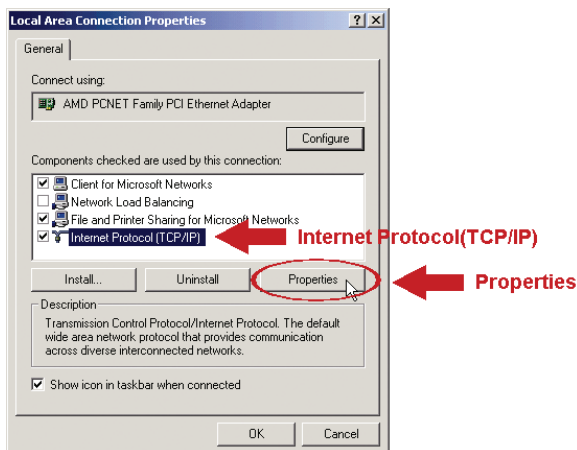 Local Area Connection Properties
General
Connect using:
AMD PCNET Family PCI Ethernet Adapter
Configure
Components checked are used by this connection:
Client for Microsoft Networks
Network Load Balancing
File and Printer Sharing for Microsoft Networks
Internet Protocol (TCP/IP)
Internet Protocol(TCP/IP)
Install...
Uninstall
Properties
Properties
Description
Transmission Control Protocol/Internet Protocol. The default
wide area network protocol that provides communication
across diverse interconnected networks.
Show icon in taskbar when connected
OK
Cancel